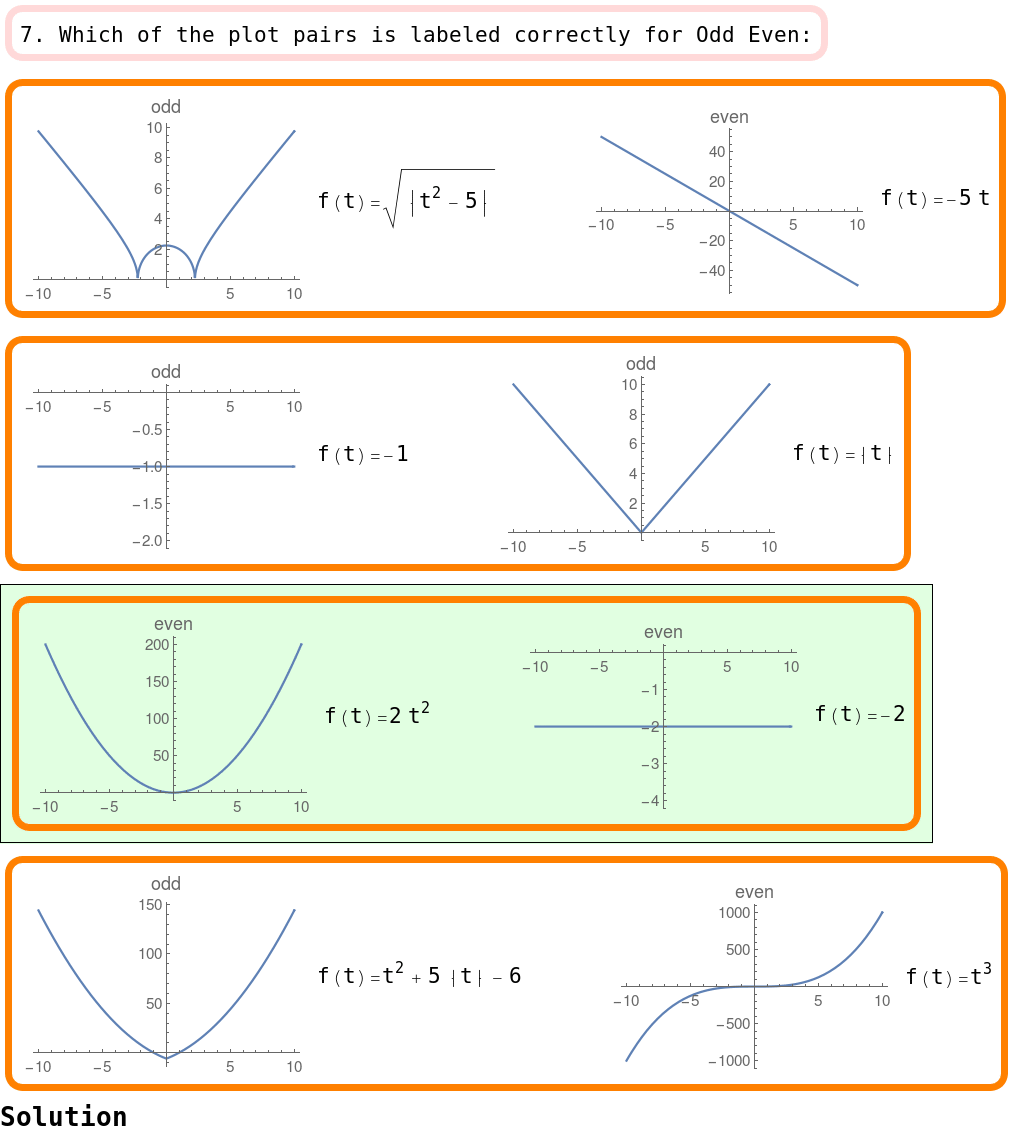 7. Which of the plot pairs is labeled correctly for Odd Even:
odd
10
8
6
4
2
−10 −5 5 10
f(t)=√|t² − 5|
even
40
20
−10 −5 5 10
−20
−40
f(t)=−5 t
odd
−10 −5 5 10
−0.5
−1.0
−1.5
−2.0
f(t)=−1
odd
10
8
6
4
2
−10 −5 5 10
f(t)=|t|
even
200
150
100
50
−10 −5 5 10
f(t)=2 t²
even
−10 −5 5 10
−1
−2
−3
−4
f(t)=−2
odd
150
100
50
−10 −5 5 10
f(t)=t² + 5 |t| − 6
even
1000
500
−10 −5 5 10
−500
−1000
f(t)=t³
Solution